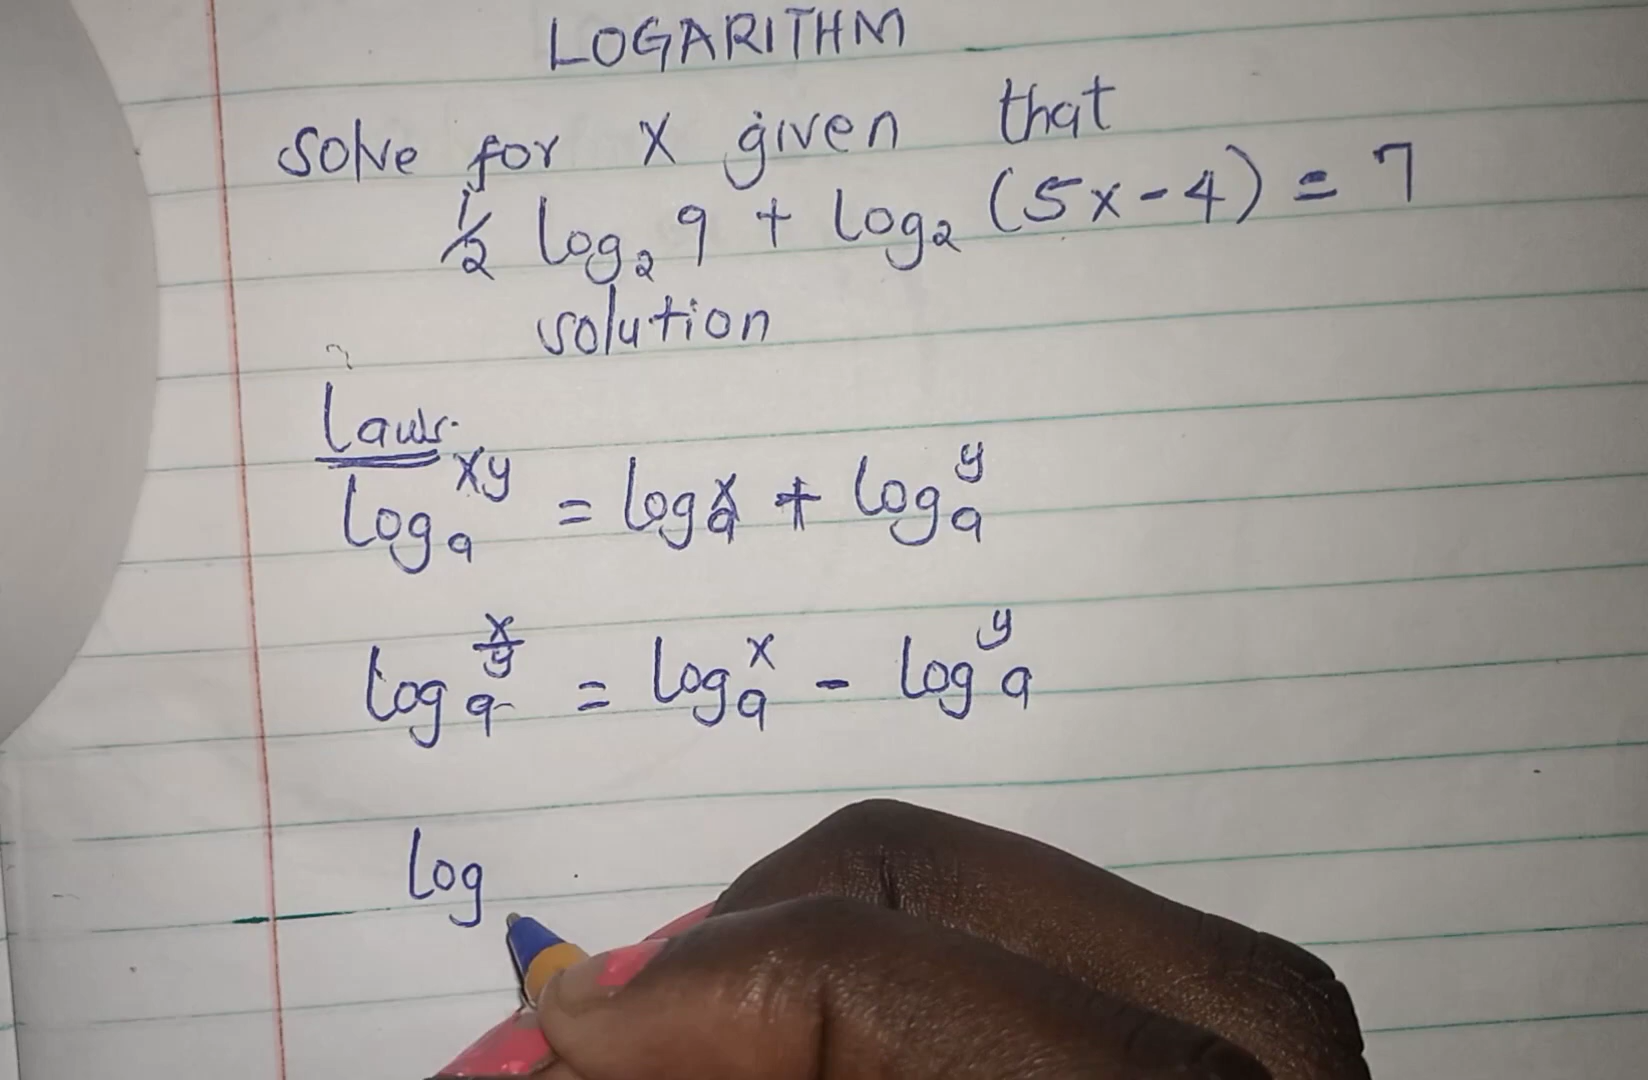 LOGARITHM
Solve for x given that
½ log₂ 9 + log₂ (5x-4) = 7
solution
Laws.
logₐ xy = logₐ x + logₐ y
logₐ x/y = logₐ x - logₐ y
log